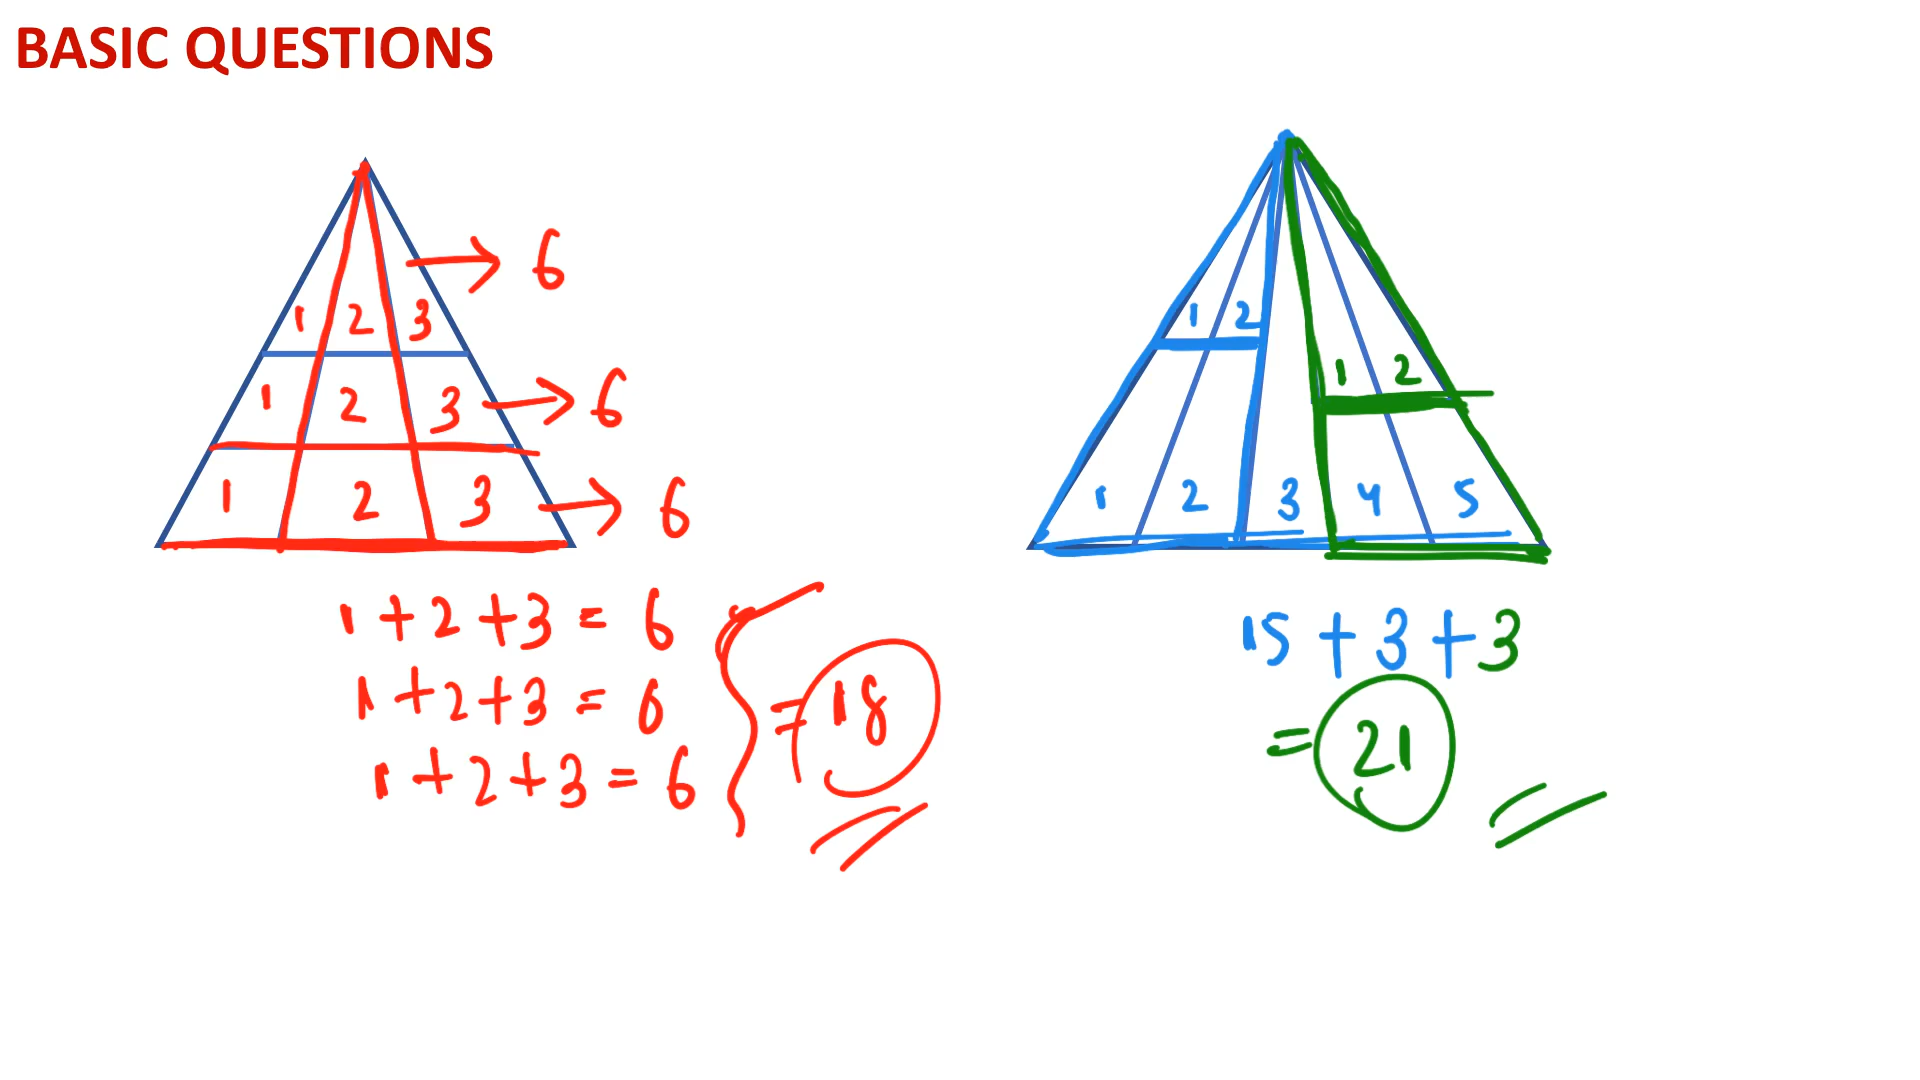 BASIC QUESTIONS
1 2 3 → 6
1 2 3 → 6
1 2 3 → 6
1 + 2 + 3 = 6
1 + 2 + 3 = 6
1 + 2 + 3 = 6
= 18
1 2
1 2
1 2 3 4 5
15 + 3 + 3
= 21